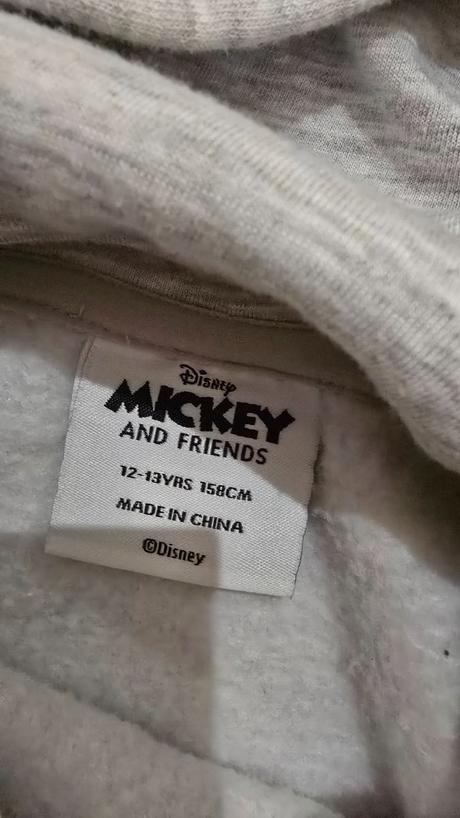 Disney
MICKEY
AND FRIENDS
12-13YRS 158CM
MADE IN CHINA
©Disney